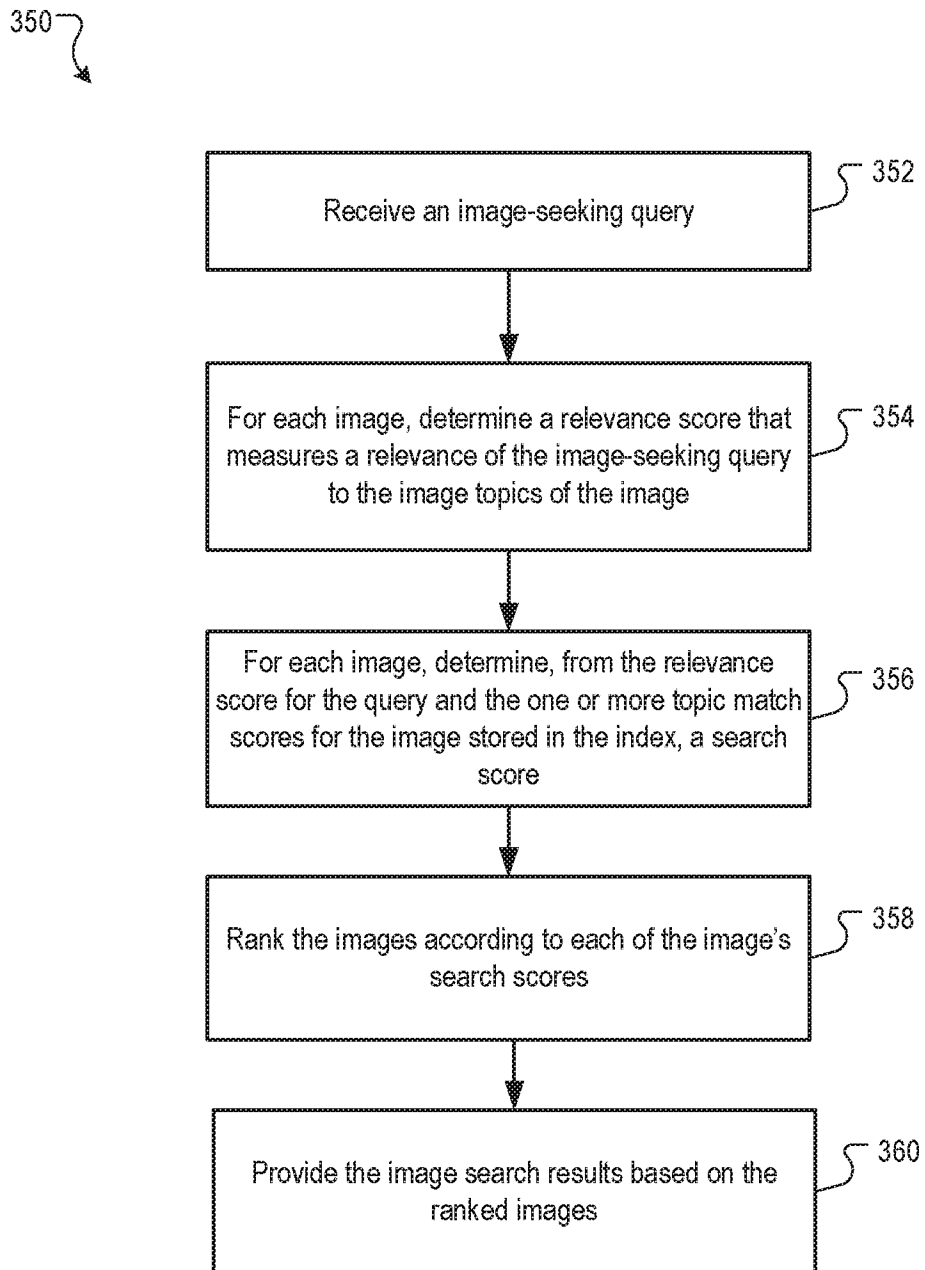 350
352
Receive an image-seeking query
354
For each image, determine a relevance score that
measures a relevance of the image-seeking query
to the image topics of the image
356
For each image, determine, from the relevance
score for the query and the one or more topic match
scores for the image stored in the index, a search
score
358
Rank the images according to each of the image's
search scores
360
Provide the image search results based on the
ranked images